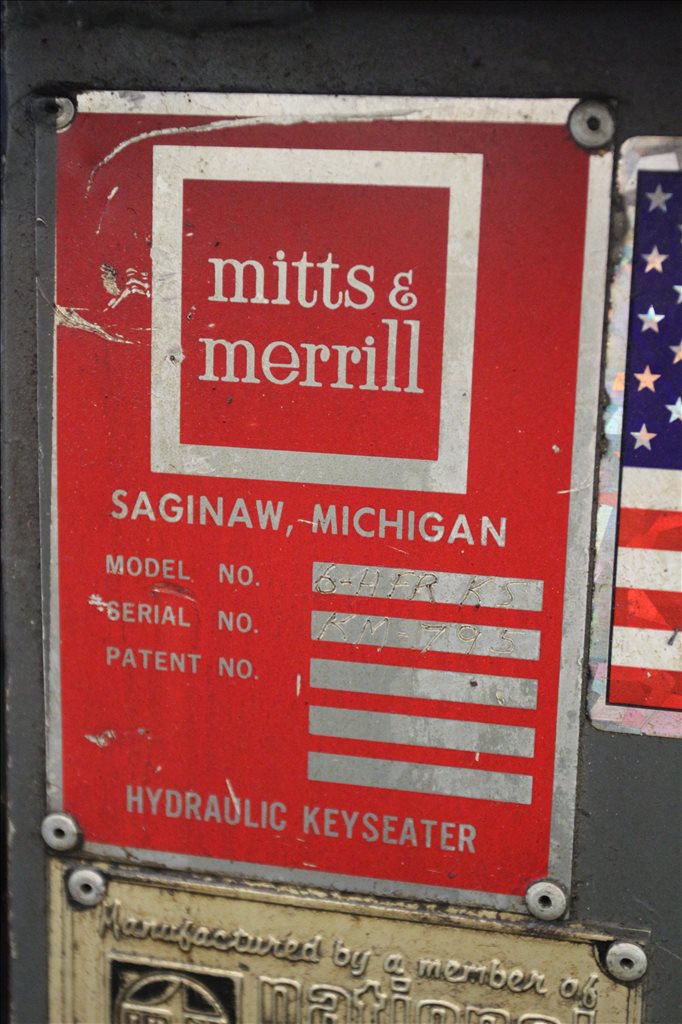 mitts &
merrill
SAGINAW, MICHIGAN
MODEL NO. 6-HFR KS
SERIAL NO. KM-795
PATENT NO.
HYDRAULIC KEYSEATER
Manufactured by a member of
national